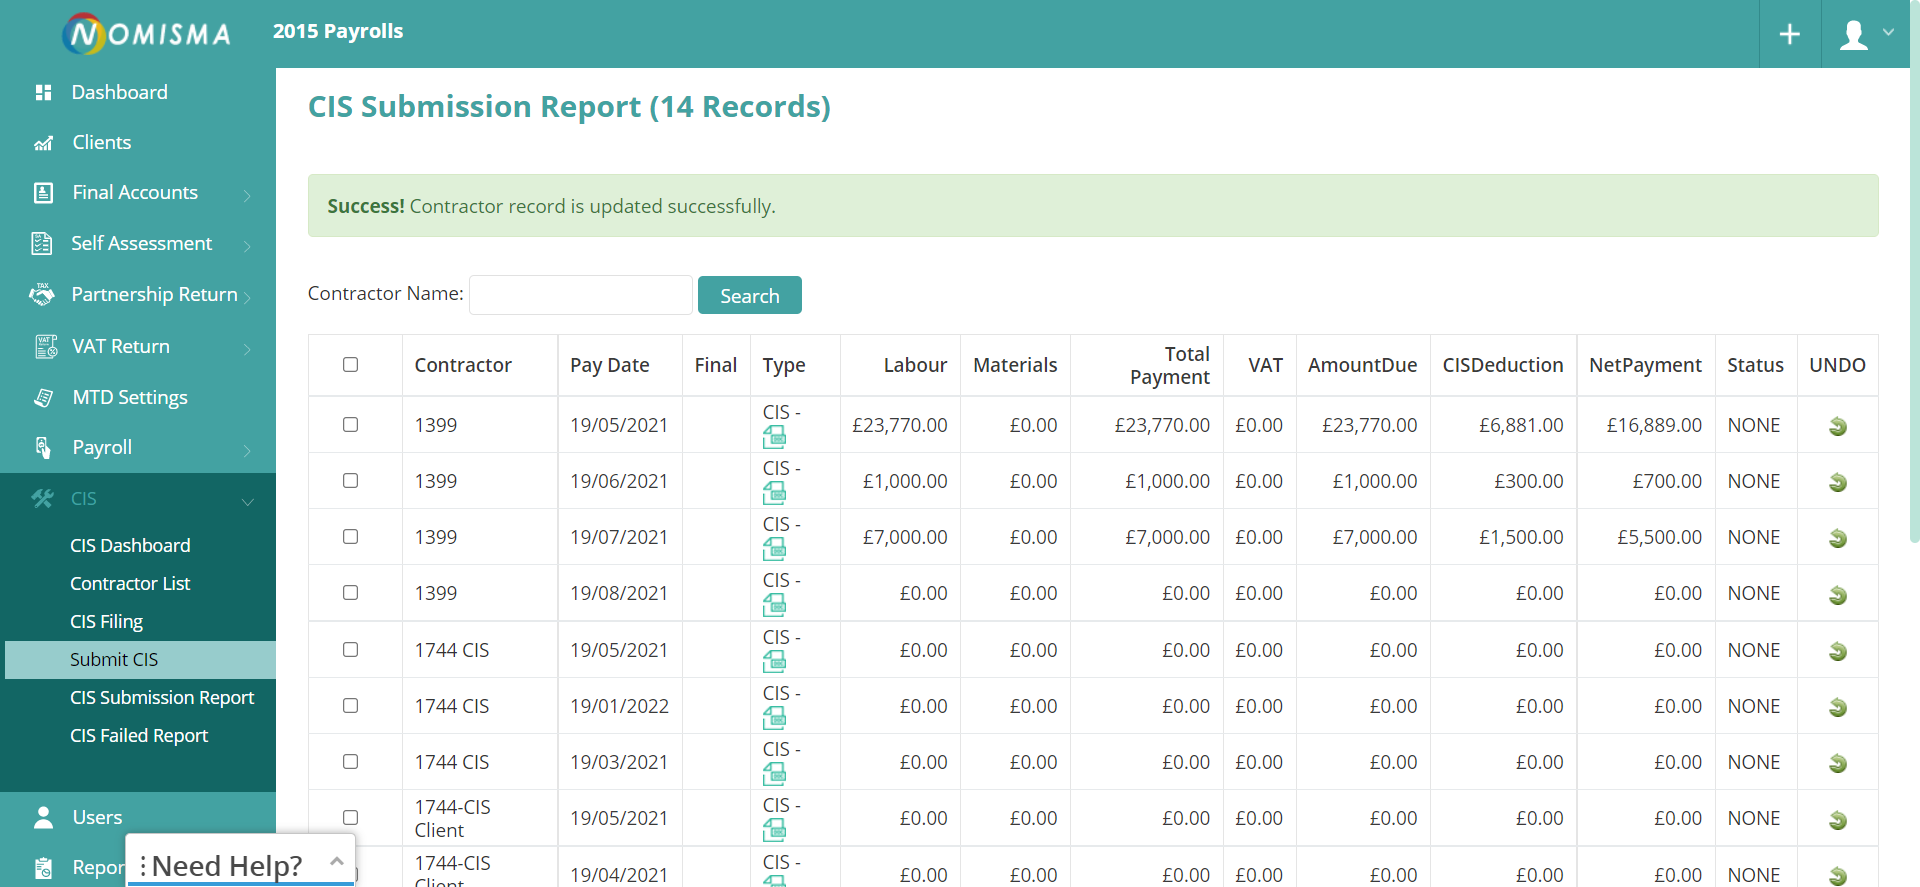 NOMISMA
2015 Payrolls
Dashboard
Clients
Final Accounts
Self Assessment
Partnership Return
VAT Return
MTD Settings
Payroll
CIS
CIS Dashboard
Contractor List
CIS Filing
Submit CIS
CIS Submission Report
CIS Failed Report
Users
Repor
Need Help?
CIS Submission Report (14 Records)
Success! Contractor record is updated successfully.
Contractor Name: Search
Contractor Pay Date Final Type Labour Materials Total Payment VAT AmountDue CISDeduction NetPayment Status UNDO
1399 19/05/2021 CIS - £23,770.00 £0.00 £23,770.00 £0.00 £23,770.00 £6,881.00 £16,889.00 NONE
1399 19/06/2021 CIS - £1,000.00 £0.00 £1,000.00 £0.00 £1,000.00 £300.00 £700.00 NONE
1399 19/07/2021 CIS - £7,000.00 £0.00 £7,000.00 £0.00 £7,000.00 £1,500.00 £5,500.00 NONE
1399 19/08/2021 CIS - £0.00 £0.00 £0.00 £0.00 £0.00 £0.00 £0.00 NONE
1744 CIS 19/05/2021 CIS - £0.00 £0.00 £0.00 £0.00 £0.00 £0.00 £0.00 NONE
1744 CIS 19/01/2022 CIS - £0.00 £0.00 £0.00 £0.00 £0.00 £0.00 £0.00 NONE
1744 CIS 19/03/2021 CIS - £0.00 £0.00 £0.00 £0.00 £0.00 £0.00 £0.00 NONE
1744-CIS Client 19/05/2021 CIS - £0.00 £0.00 £0.00 £0.00 £0.00 £0.00 £0.00 NONE
1744-CIS Client 19/04/2021 CIS - £0.00 £0.00 £0.00 £0.00 £0.00 £0.00 £0.00 NONE